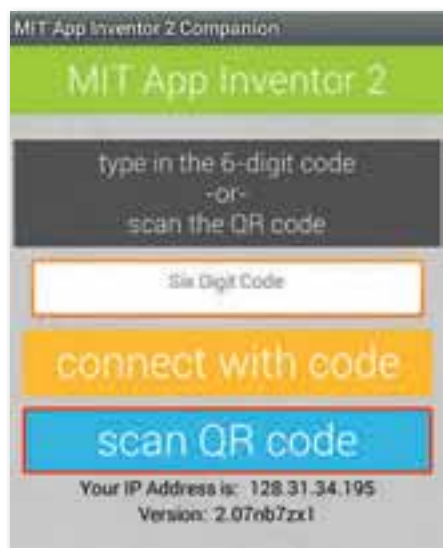 MIT App Inventor 2 Companion
MIT App Inventor 2
type in the 6-digit code
-or-
scan the QR code
Six Digit Code
connect with code
scan QR code
Your IP Address is: 128.31.34.195
Version: 2.07nb7zx1